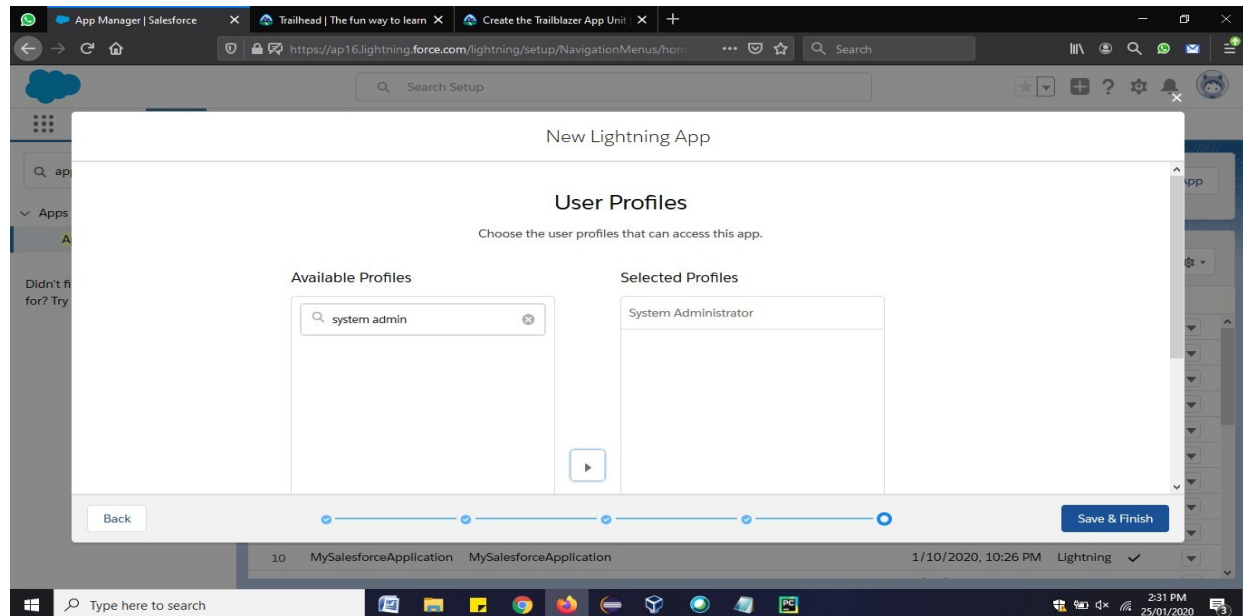 App Manager | Salesforce
Trailhead | The fun way to learn
Create the Trailblazer App Unit
https://ap16.lightning.force.com/lightning/setup/NavigationMenus/hom
Search
Search Setup
New Lightning App
ap
App
User Profiles
Apps
Choose the user profiles that can access this app.
A
Available Profiles
Selected Profiles
Didn't fi
for? Try
system admin
System Administrator
Back
Save & Finish
10 MySalesforceApplication MySalesforceApplication 1/10/2020, 10:26 PM Lightning
Type here to search
PC
2:31 PM
25/01/2020
3